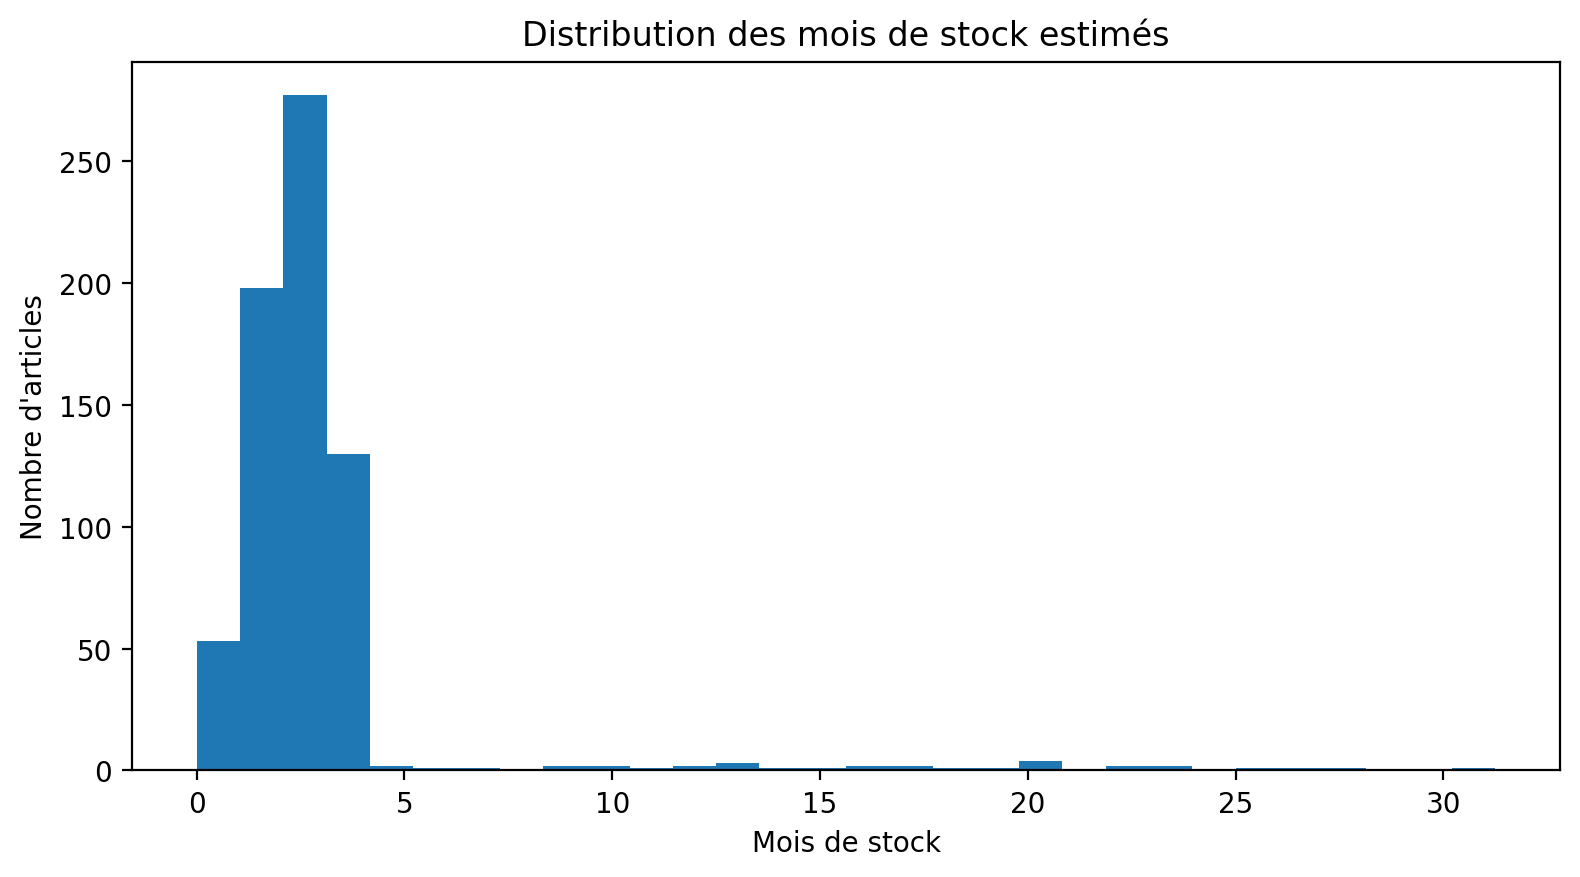 Distribution des mois de stock estimés
Nombre d'articles
250
200
150
100
50
0
0 5 10 15 20 25 30
Mois de stock